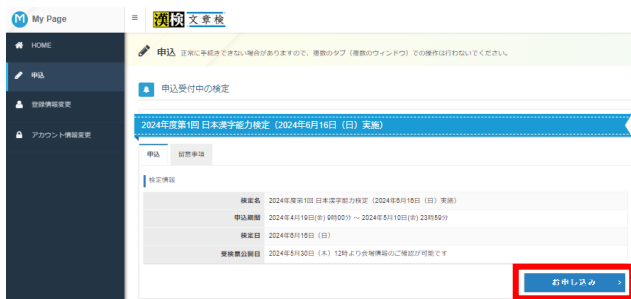 M My Page
漢検 文章検
HOME
申込 正常に手続きできない場合がありますので、複数のタブ(複数のウィンドウ)での操作は行わないでください。
申込
申込受付中の検定
登録情報変更
2024年度第1回 日本漢字能力検定(2024年6月16日(日)実施)
アカウント情報変更
申込 留意事項
検定情報
検定名 2024年度第1回 日本漢字能力検定(2024年6月16日(日)実施)
申込期間 2024年4月19日(金) 9時00分 ~ 2024年5月10日(金) 23時59分
検定日 2024年6月16日(日)
受検票公開日 2024年5月30日(木)12時より会場情報のご確認が可能です
お申し込み